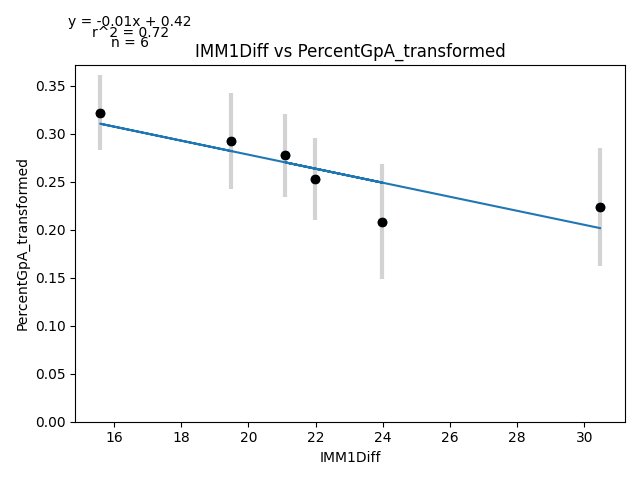 y = -0.01x + 0.42
r^2 = 0.72
n = 6
IMM1Diff vs PercentGpA_transformed
PercentGpA_transformed
0.35
0.30
0.25
0.20
0.15
0.10
0.05
0.00
16 18 20 22 24 26 28 30
IMM1Diff